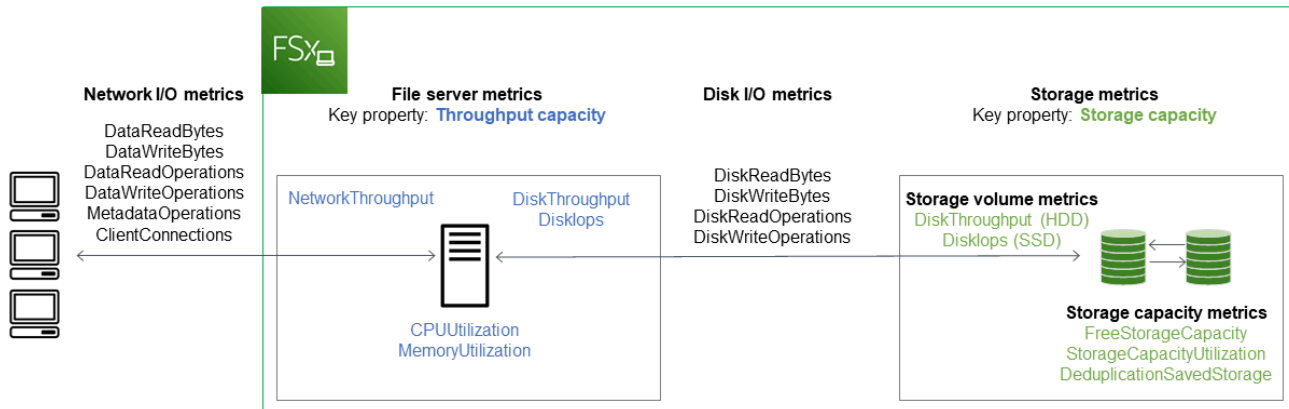 FSx
Network I/O metrics
DataReadBytes
DataWriteBytes
DataReadOperations
DataWriteOperations
MetadataOperations
ClientConnections
File server metrics
Key property: Throughput capacity
NetworkThroughput
DiskThroughput
DiskIops
CPUUtilization
MemoryUtilization
Disk I/O metrics
DiskReadBytes
DiskWriteBytes
DiskReadOperations
DiskWriteOperations
Storage metrics
Key property: Storage capacity
Storage volume metrics
DiskThroughput (HDD)
DiskIops (SSD)
Storage capacity metrics
FreeStorageCapacity
StorageCapacityUtilization
DeduplicationSavedStorage